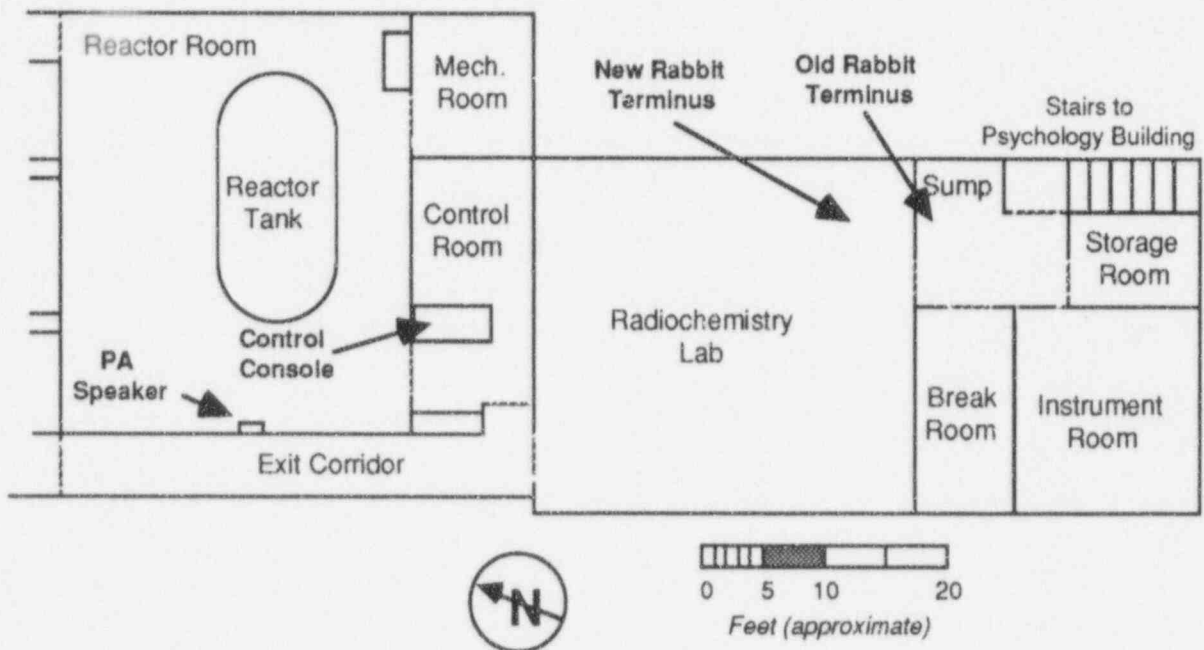 Reactor Room
Mech.
Room
New Rabbit
Terminus
Old Rabbit
Terminus
Stairs to
Psychology Building
Reactor
Tank
Control
Room
Sump
Storage
Room
Control
Console
PA
Speaker
Radiochemistry
Lab
Break
Room
Instrument
Room
Exit Corridor
N
0 5 10 20
Feet (approximate)